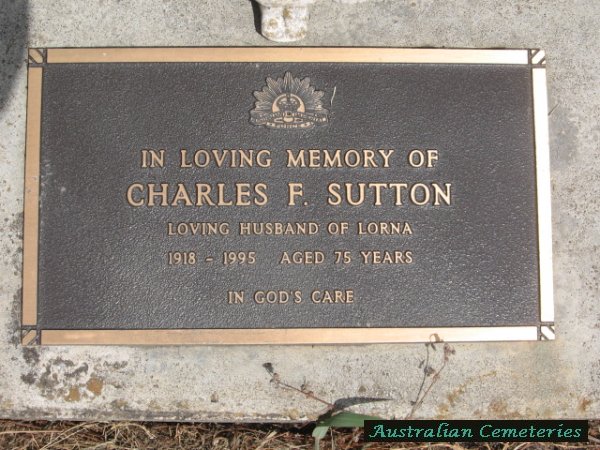 IN LOVING MEMORY OF
CHARLES F. SUTTON
LOVING HUSBAND OF LORNA
1918 - 1995 AGED 75 YEARS
IN GOD'S CARE
Australian Cemeteries